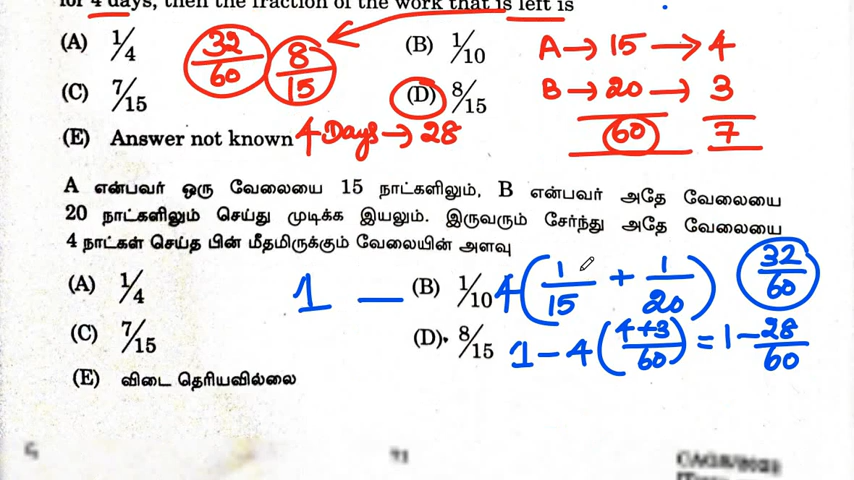 for 4 days, then the fraction of the work that is left is
(A) 1/4 32/60 8/15 (B) 1/10 A → 15 → 4
(C) 7/15 (D) 8/15 B → 20 → 3
(E) Answer not known 4 Days → 28 60 7
A என்பவர் ஒரு வேலையை 15 நாட்களிலும், B என்பவர் அதே வேலையை
20 நாட்களிலும் செய்து முடிக்க இயலும். இருவரும் சேர்ந்து அதே வேலையை
4 நாட்கள் செய்த பின் மீதமிருக்கும் வேலையின் அளவு
(A) 1/4 1 — (B) 1/10 4(1/15 + 1/20) 32/60
(C) 7/15 (D) 8/15 1 - 4(4+3/60) = 1 - 28/60
(E) விடை தெரியவில்லை